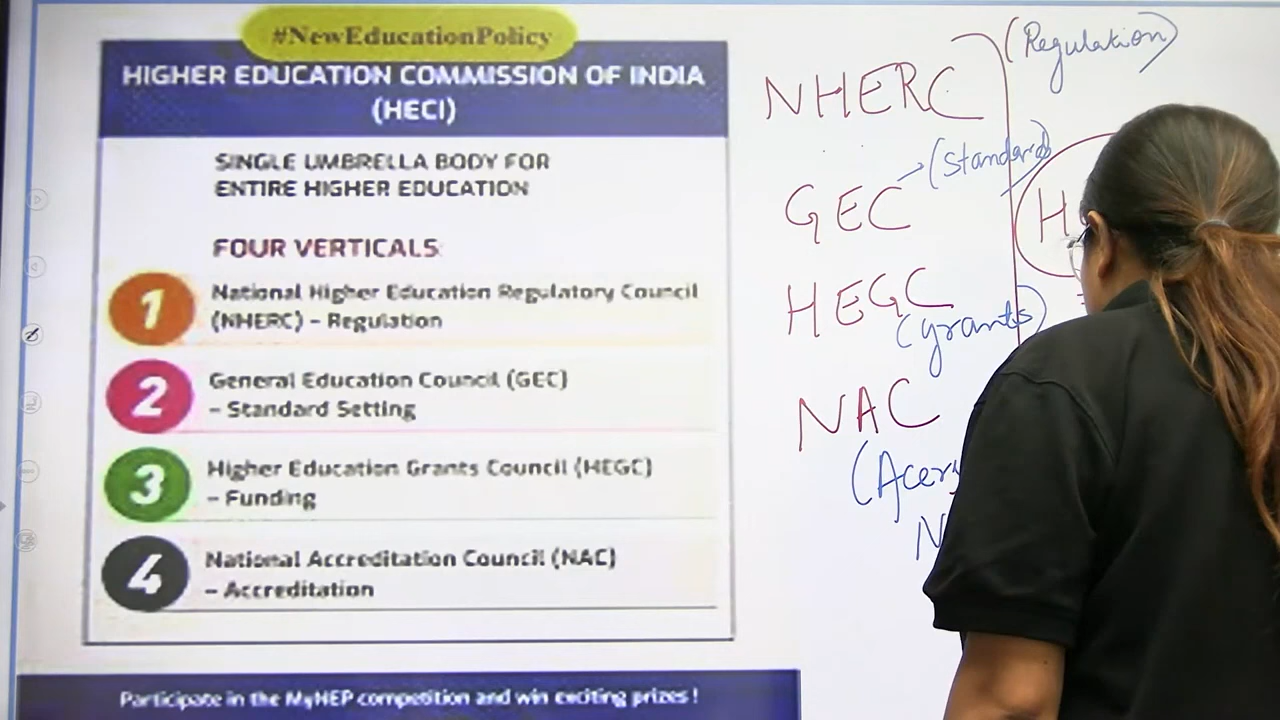 #NewEducationPolicy
HIGHER EDUCATION COMMISSION OF INDIA
(HECI)
SINGLE UMBRELLA BODY FOR
ENTIRE HIGHER EDUCATION
FOUR VERTICALS:
1
National Higher Education Regulatory Council
(NHERC) – Regulation
2
General Education Council (GEC)
– Standard Setting
3
Higher Education Grants Council (HEGC)
– Funding
4
National Accreditation Council (NAC)
– Accreditation
Participate in the MyNEP competition and win exciting prizes !
(Regulation)
NHERC
(Standard)
GEC
H
HEGC
(grants)
NAC